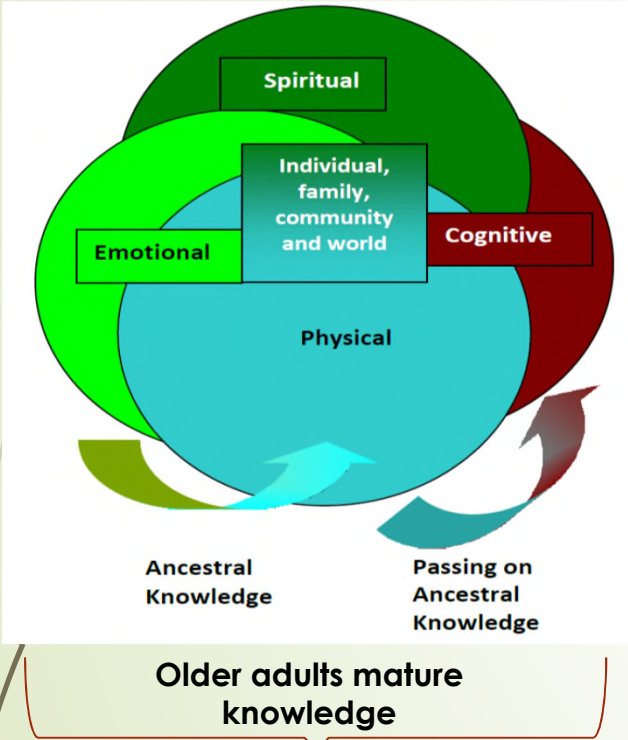 Spiritual
Individual,
family,
community
and world
Emotional
Cognitive
Physical
Ancestral
Knowledge
Passing on
Ancestral
Knowledge
Older adults mature
knowledge